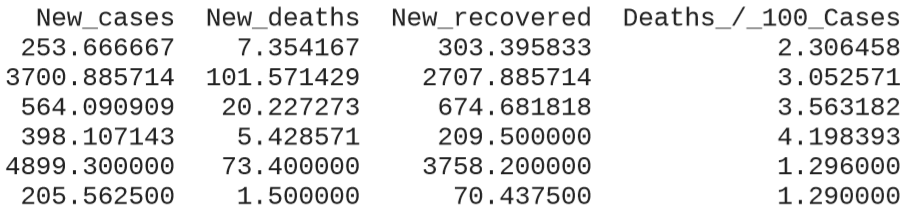 New_cases New_deaths New_recovered Deaths_/_100_Cases
253.666667 7.354167 303.395833 2.306458
3700.885714 101.571429 2707.885714 3.052571
564.090909 20.227273 674.681818 3.563182
398.107143 5.428571 209.500000 4.198393
4899.300000 73.400000 3758.200000 1.296000
205.562500 1.500000 70.437500 1.290000